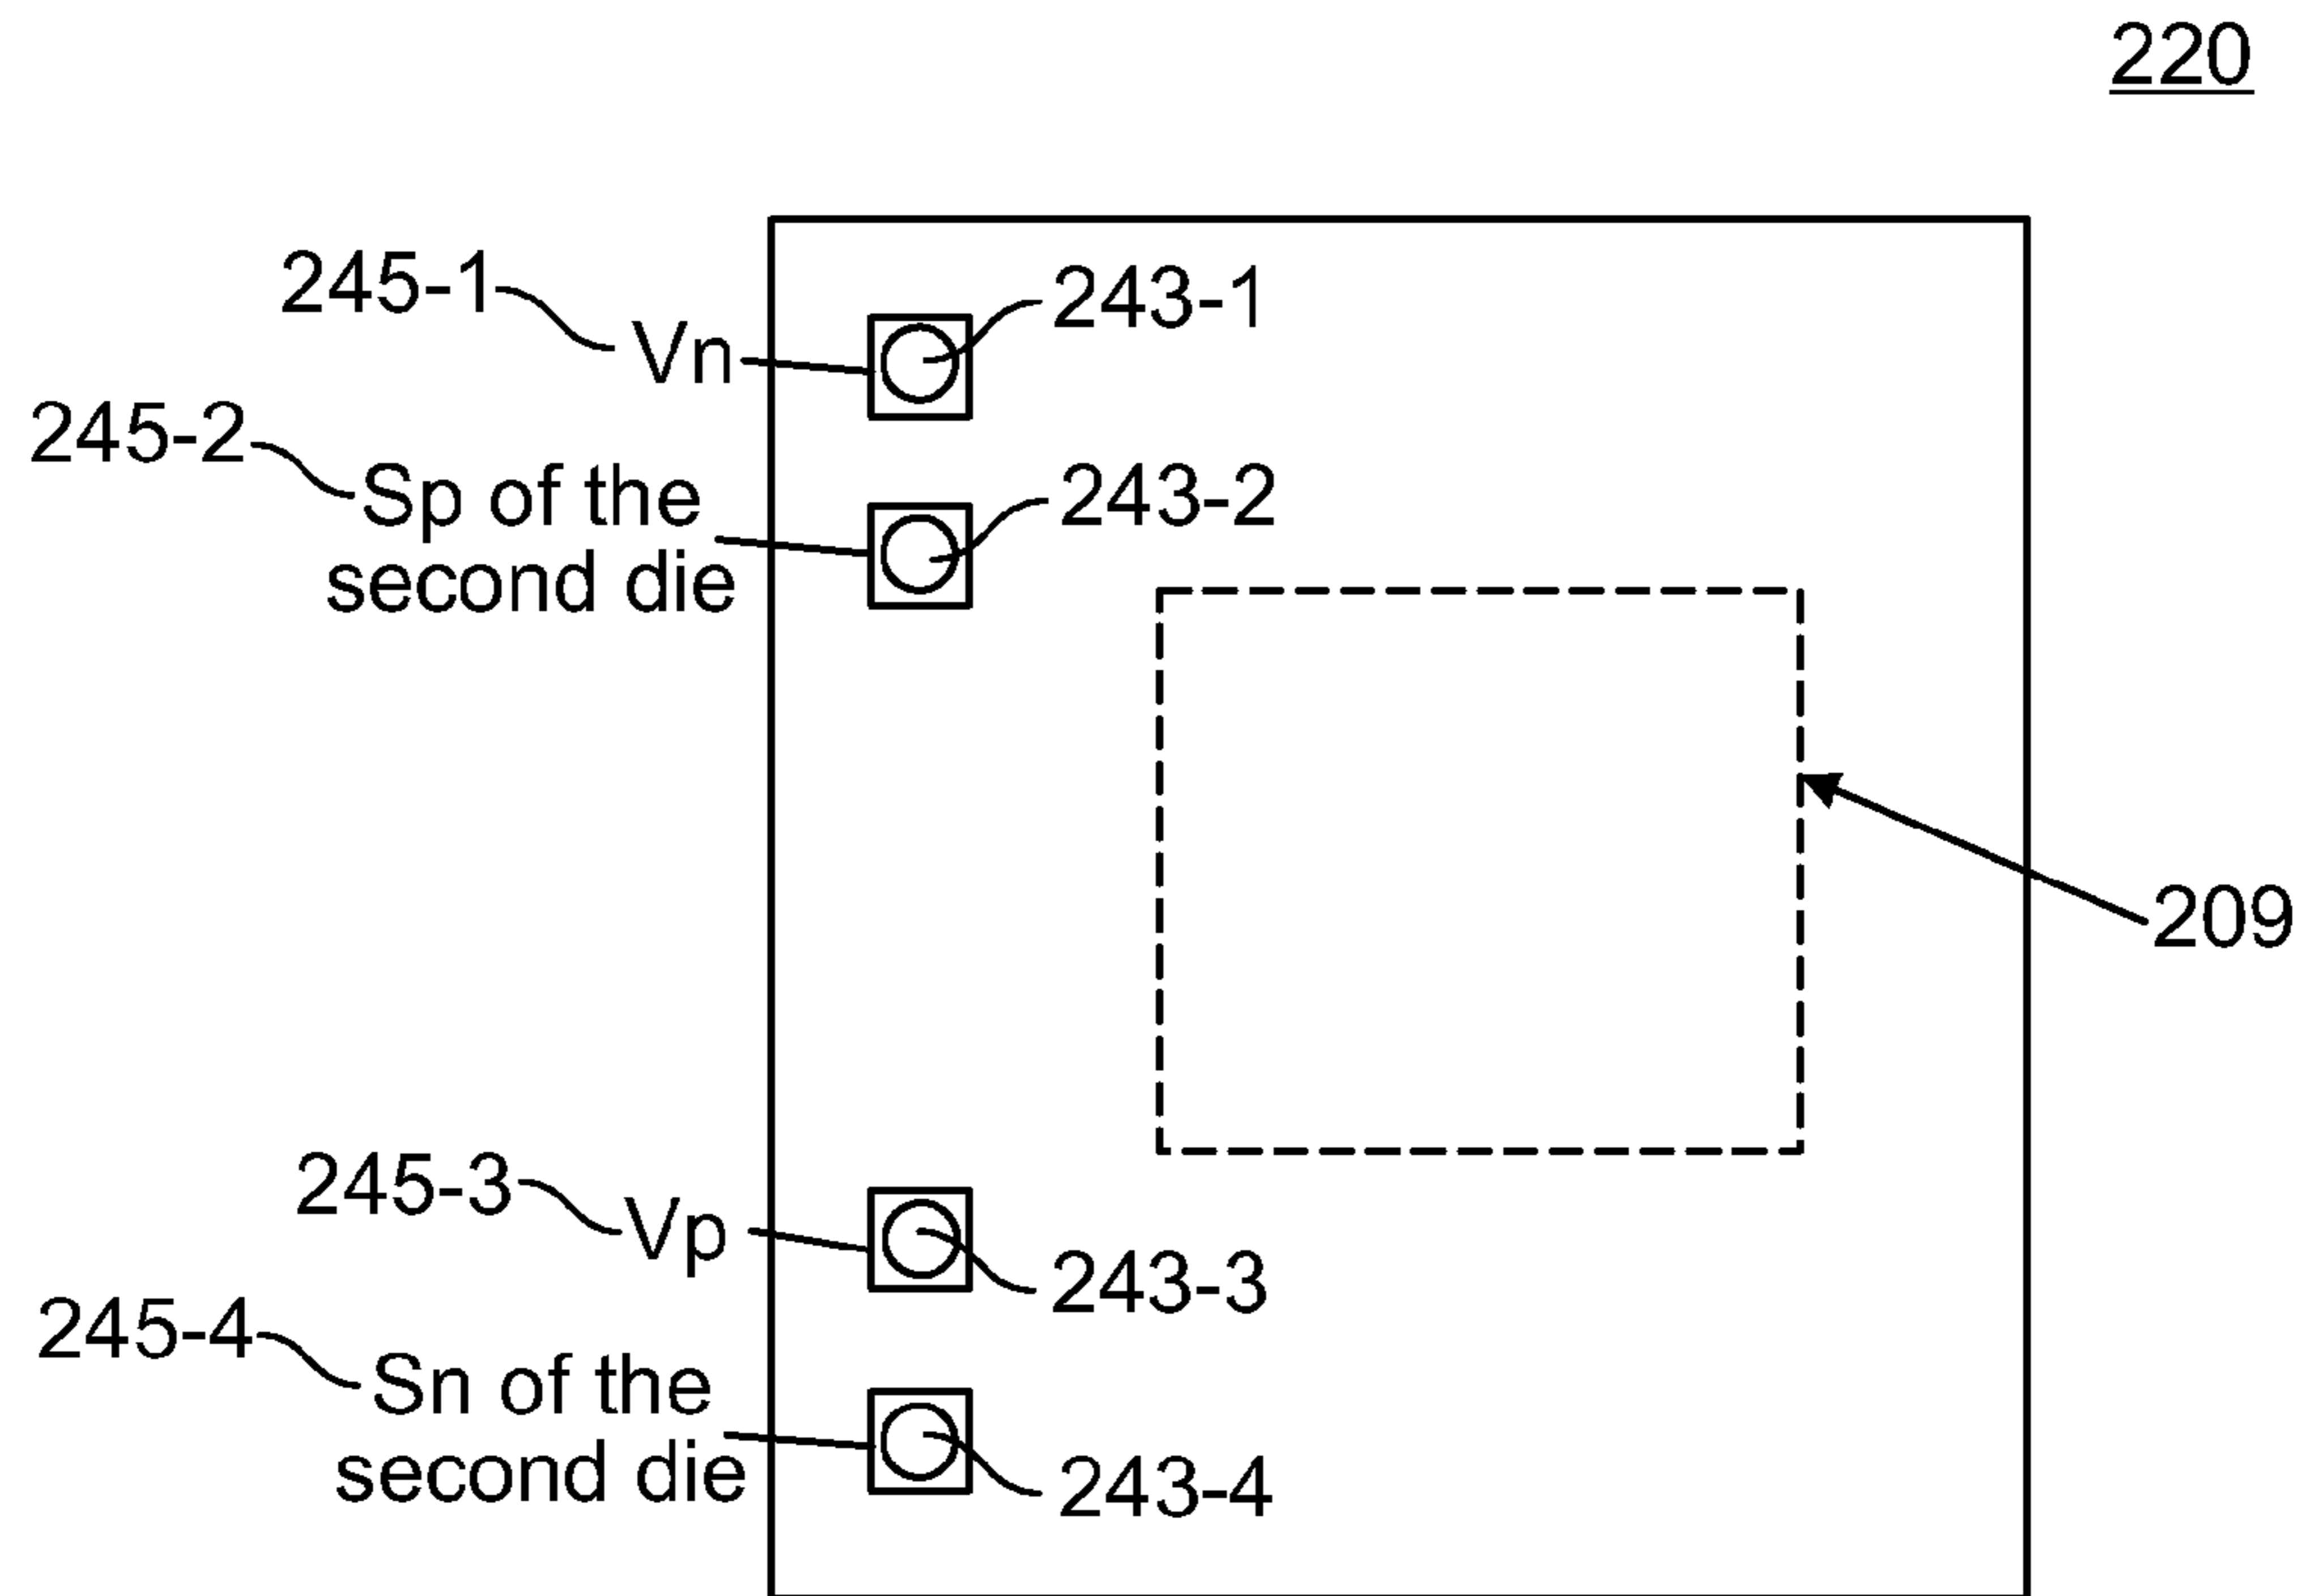 220
245-1
Vn
243-1
245-2
Sp of the
second die
243-2
209
245-3
Vp
243-3
245-4
Sn of the
second die
243-4